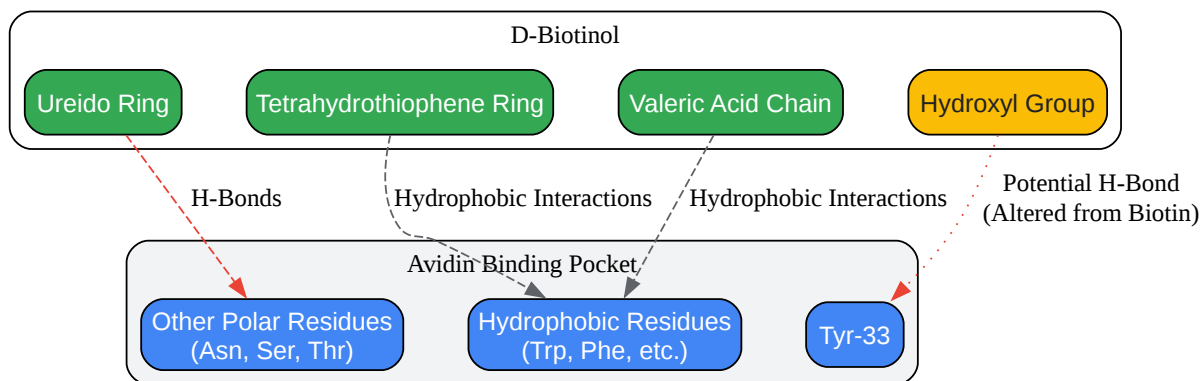 D-Biotinol
Ureido Ring
Tetrahydrothiophene Ring
Valeric Acid Chain
Hydroxyl Group
H-Bonds
Hydrophobic Interactions
Hydrophobic Interactions
Potential H-Bond
(Altered from Biotin)
Avidin Binding Pocket
Other Polar Residues
(Asn, Ser, Thr)
Hydrophobic Residues
(Trp, Phe, etc.)
Tyr-33